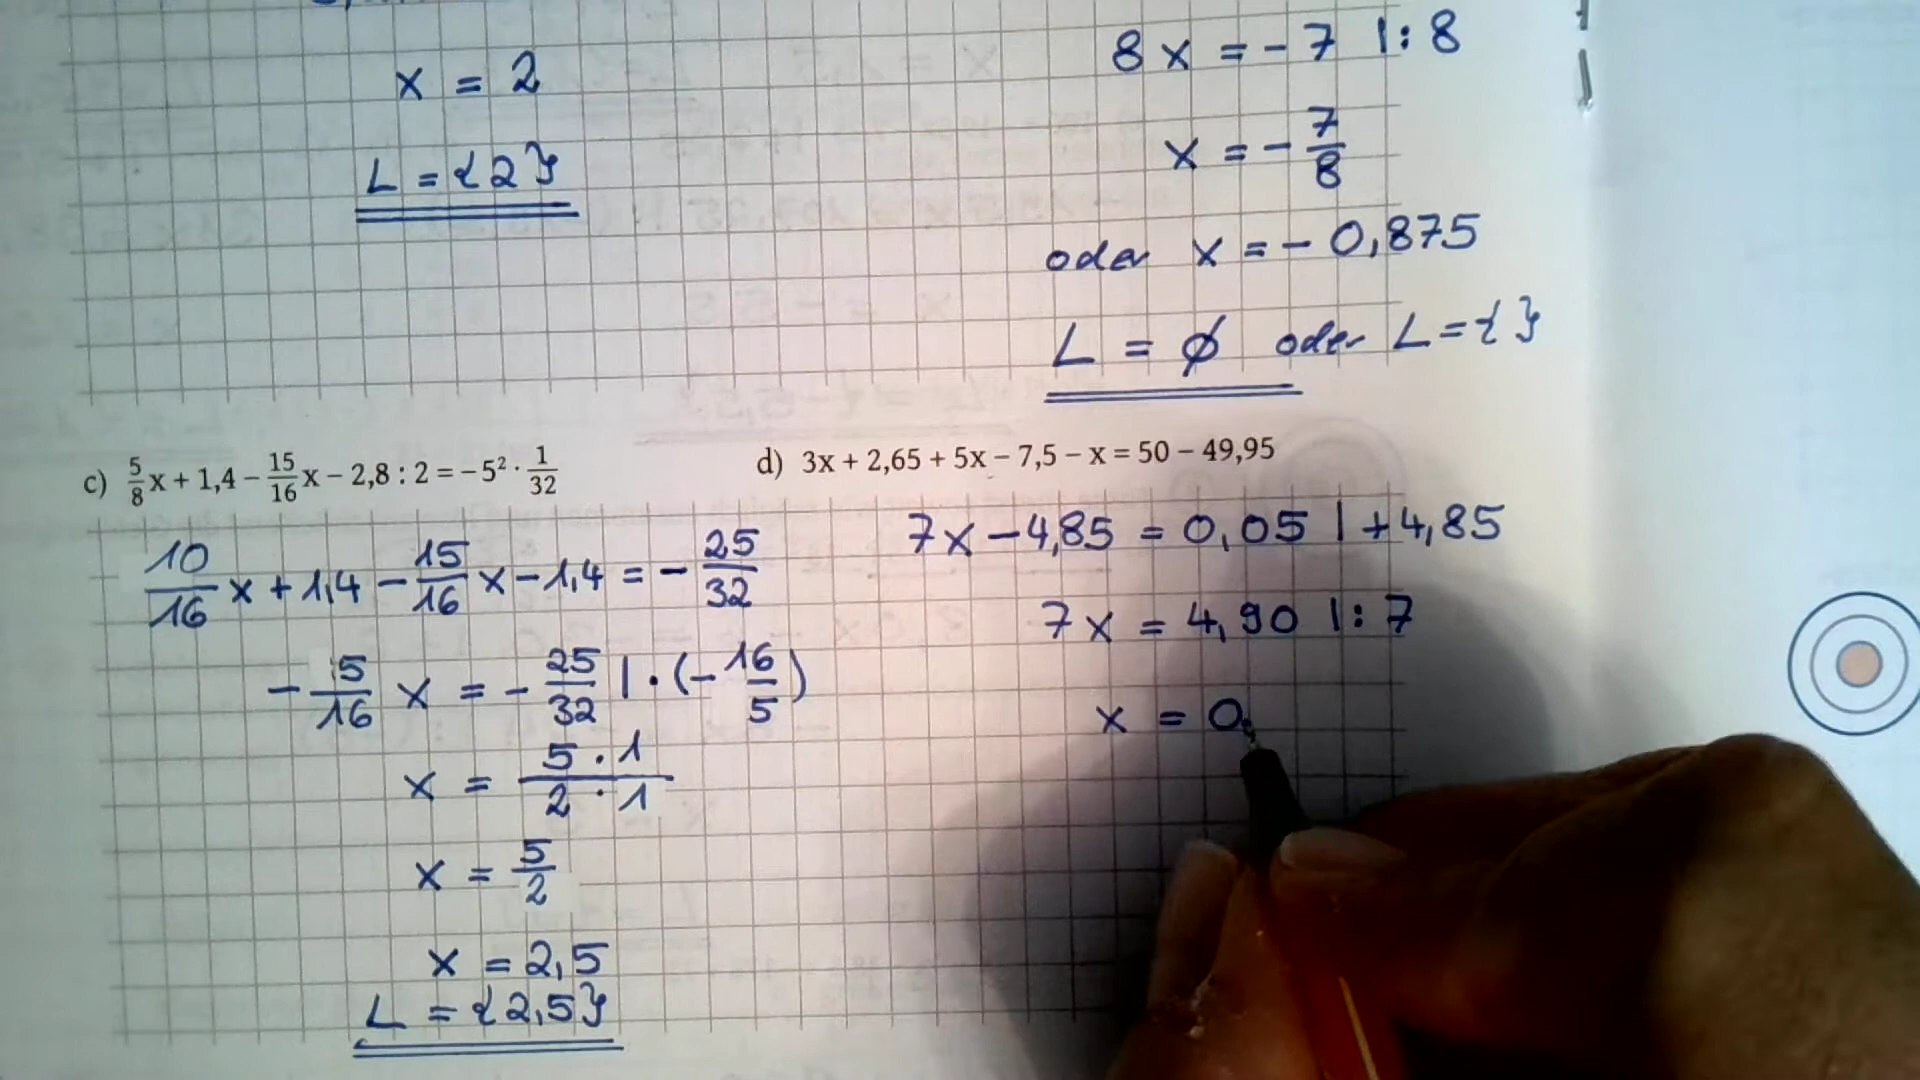 x = 2
L = {2}
8x = - 7 |: 8
x = - 7/8
oder x = - 0,875
L = ∅ oder L = { }
c) 5/8 x + 1,4 − 15/16 x − 2,8 : 2 = −5² · 1/32
10/16 x + 1,4 − 15/16 x − 1,4 = − 25/32
− 5/16 x = − 25/32 | · (− 16/5)
x = 5 · 1 / 2 · 1
x = 5/2
x = 2,5
L = {2,5}
d) 3x + 2,65 + 5x − 7,5 − x = 50 − 49,95
7x − 4,85 = 0,05 | + 4,85
7x = 4,90 |: 7
x = 0,